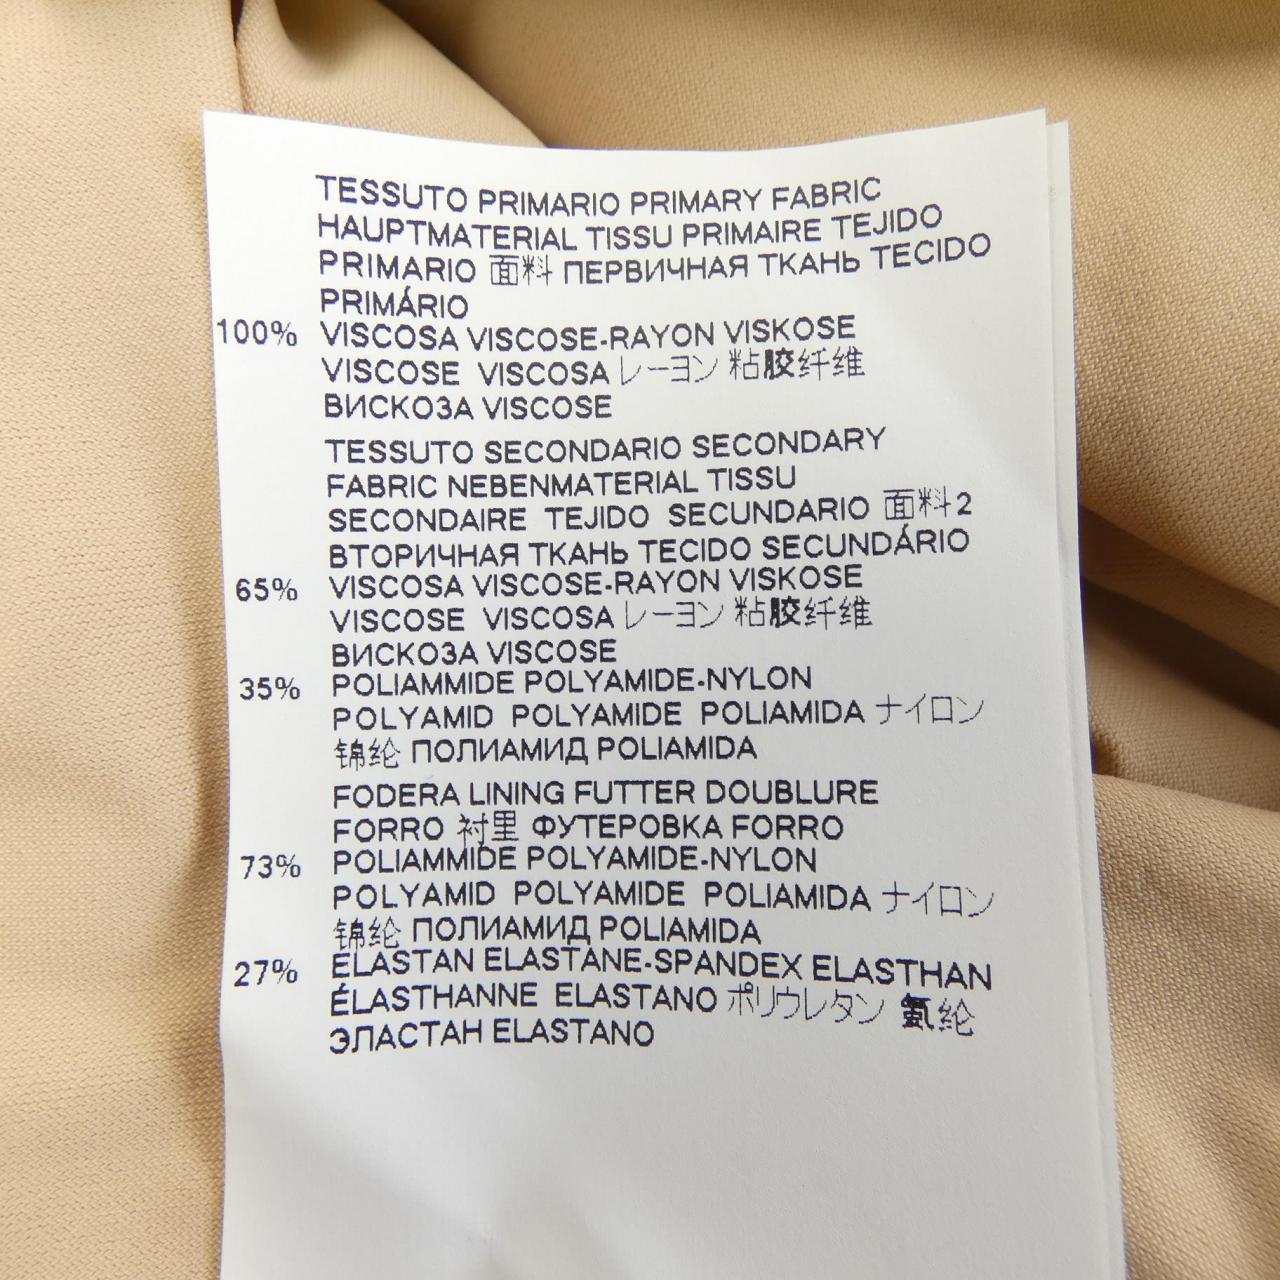 TESSUTO PRIMARIO PRIMARY FABRIC
HAUPTMATERIAL TISSU PRIMAIRE TEJIDO
PRIMARIO 面料 ПЕРВИЧНАЯ ТКАНЬ TECIDO
PRIMÁRIO
100% VISCOSA VISCOSE-RAYON VISKOSE
VISCOSE VISCOSA レーヨン 粘胶纤维
ВИСКОЗА VISCOSE
TESSUTO SECONDARIO SECONDARY
FABRIC NEBENMATERIAL TISSU
SECONDAIRE TEJIDO SECUNDARIO 面料2
ВТОРИЧНАЯ ТКАНЬ TECIDO SECUNDÁRIO
65% VISCOSA VISCOSE-RAYON VISKOSE
VISCOSE VISCOSA レーヨン 粘胶纤维
ВИСКОЗА VISCOSE
35% POLIAMMIDE POLYAMIDE-NYLON
POLYAMID POLYAMIDE POLIAMIDA ナイロン
锦纶 ПОЛИАМИД POLIAMIDA
FODERA LINING FUTTER DOUBLURE
FORRO 衬里 ФУТЕРОВКА FORRO
73% POLIAMMIDE POLYAMIDE-NYLON
POLYAMID POLYAMIDE POLIAMIDA ナイロン
锦纶 ПОЛИАМИД POLIAMIDA
27% ELASTAN ELASTANE-SPANDEX ELASTHAN
ÉLASTHANNE ELASTANO ポリウレタン 氨纶
ЭЛАСТАН ELASTANO